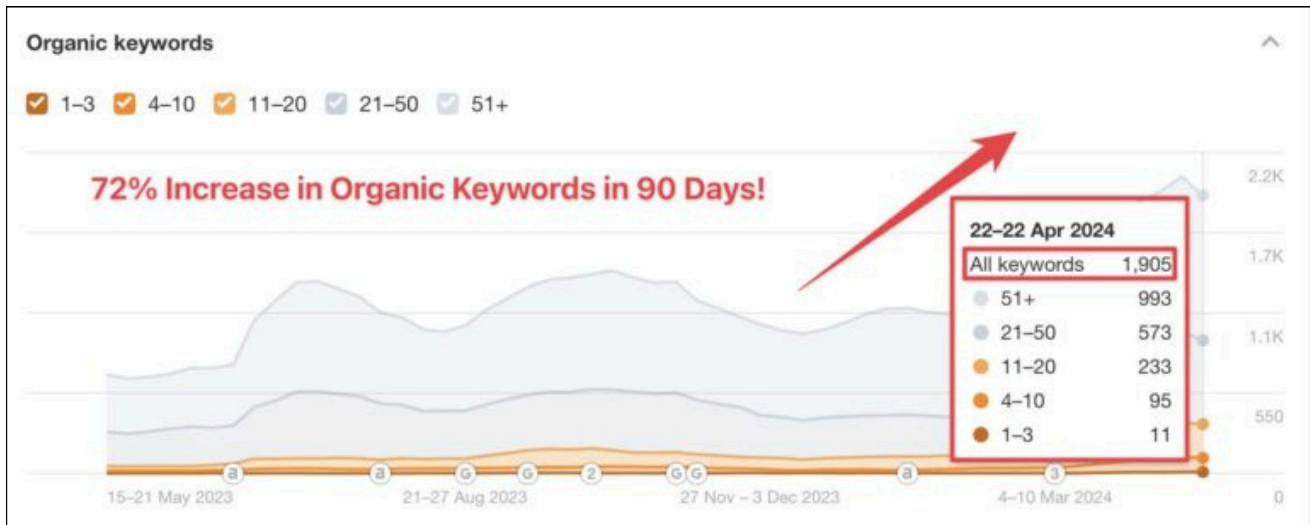 Organic keywords
1–3 4–10 11–20 21–50 51+
72% Increase in Organic Keywords in 90 Days!
2.2K
1.7K
1.1K
550
0
22–22 Apr 2024
All keywords 1,905
51+ 993
21–50 573
11–20 233
4–10 95
1–3 11
a a G G 2 G G a 3
15–21 May 2023 21–27 Aug 2023 27 Nov – 3 Dec 2023 4–10 Mar 2024